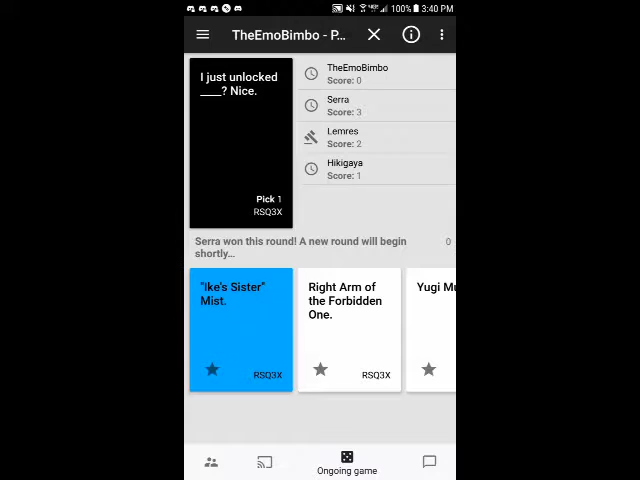 100% 3:40 PM
TheEmoBimbo - P...
I just unlocked
____? Nice.
Pick 1
RSQ3X
TheEmoBimbo
Score: 0
Serra
Score: 3
Lemres
Score: 2
Hikigaya
Score: 1
Serra won this round! A new round will begin 0
shortly...
"Ike's Sister"
Mist.
RSQ3X
Right Arm of
the Forbidden
One.
RSQ3X
Yugi Mu
Ongoing game